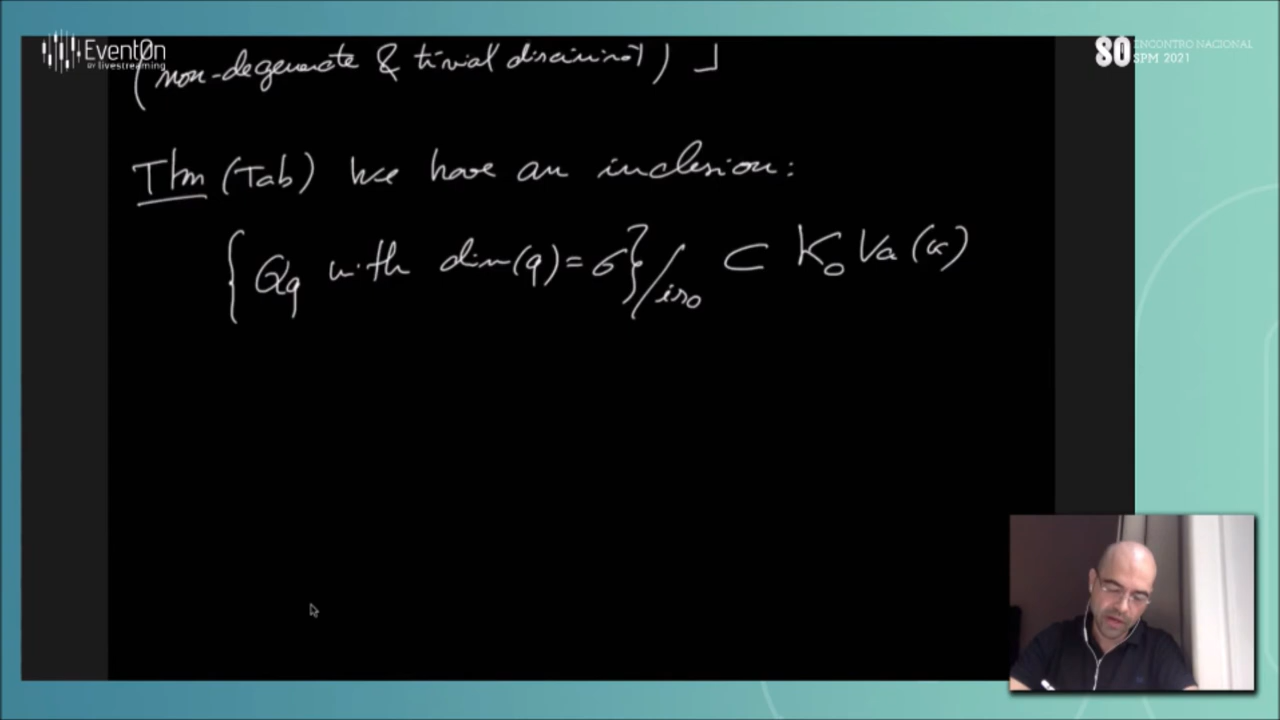 EventOn
BY livestreaming
80 ENCONTRO NACIONAL
SPM 2021
(non-degenerate & trivial discriminant) ⌋
Thm (Tab) We have an inclusion:
{Qq with dim(q) = 6}/iso ⊂ K₀ Var(k)